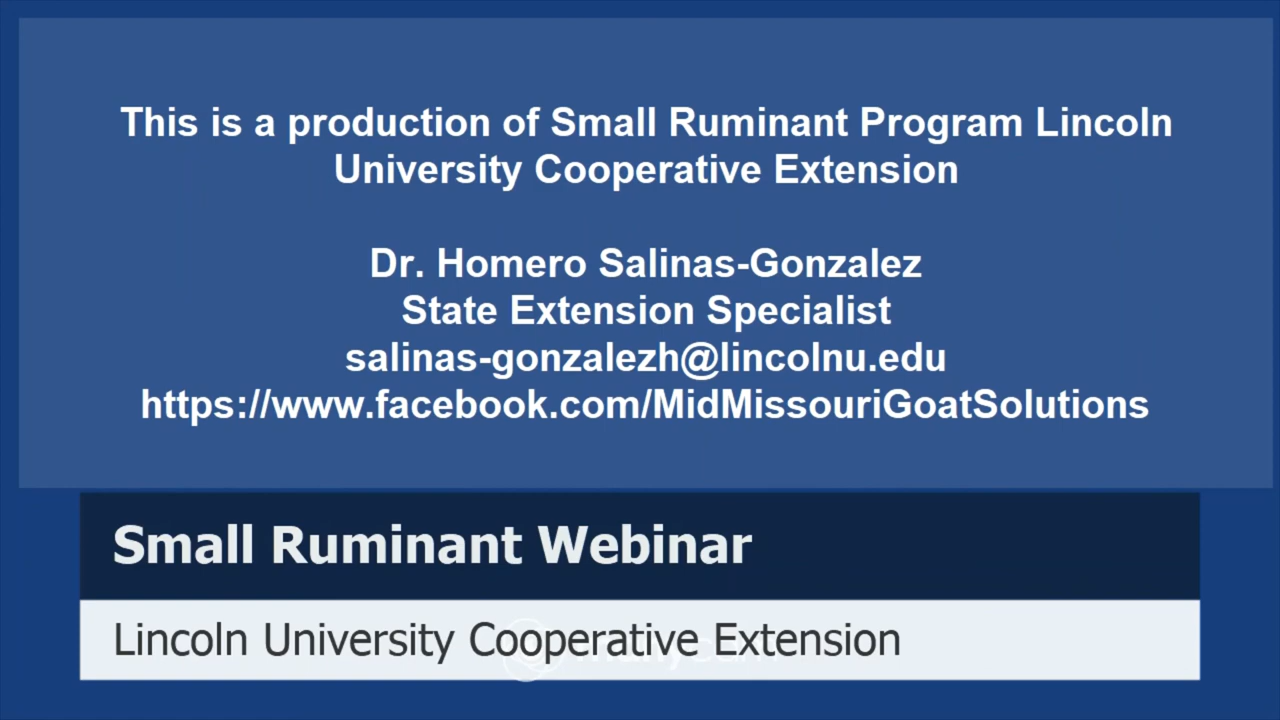 This is a production of Small Ruminant Program Lincoln
University Cooperative Extension
Dr. Homero Salinas-Gonzalez
State Extension Specialist
salinas-gonzalezh@lincolnu.edu
https://www.facebook.com/MidMissouriGoatSolutions
Small Ruminant Webinar
Lincoln University Cooperative Extension